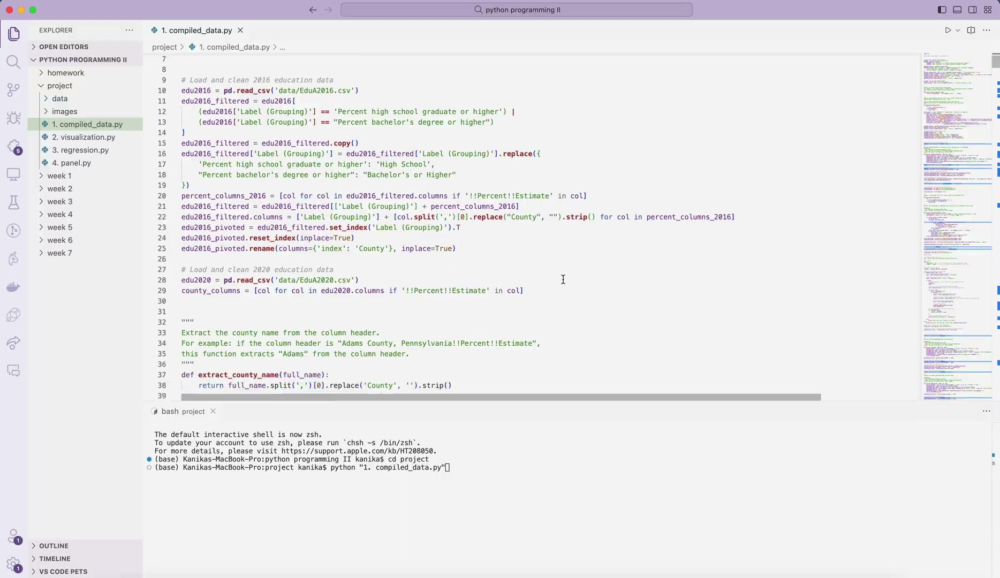 python programming II
EXPLORER
OPEN EDITORS
PYTHON PROGRAMMING II
homework
project
data
images
1. compiled_data.py
2. visualization.py
3. regression.py
4. panel.py
week 1
week 2
week 3
week 4
week 5
week 6
week 7
5
1
1
OUTLINE
TIMELINE
VS CODE PETS
1. compiled_data.py
project > 1. compiled_data.py > ...
7
8
9 # Load and clean 2016 education data
10 edu2016 = pd.read_csv('data/EduA2016.csv')
11 edu2016_filtered = edu2016[
12 (edu2016['Label (Grouping)'] == 'Percent high school graduate or higher') |
13 (edu2016['Label (Grouping)'] == "Percent bachelor's degree or higher")
14 ]
15 edu2016_filtered = edu2016_filtered.copy()
16 edu2016_filtered['Label (Grouping)'] = edu2016_filtered['Label (Grouping)'].replace({
17 'Percent high school graduate or higher': 'High School',
18 "Percent bachelor's degree or higher": "Bachelor's or Higher"
19 })
20 percent_columns_2016 = [col for col in edu2016_filtered.columns if '!!Percent!!Estimate' in col]
21 edu2016_filtered = edu2016_filtered[['Label (Grouping)'] + percent_columns_2016]
22 edu2016_filtered.columns = ['Label (Grouping)'] + [col.split(',')[0].replace("County", "").strip() for col in percent_columns_2016]
23 edu2016_pivoted = edu2016_filtered.set_index('Label (Grouping)').T
24 edu2016_pivoted.reset_index(inplace=True)
25 edu2016_pivoted.rename(columns={'index': 'County'}, inplace=True)
26
27 # Load and clean 2020 education data
28 edu2020 = pd.read_csv('data/EduA2020.csv')
29 county_columns = [col for col in edu2020.columns if '!!Percent!!Estimate' in col]
30
31
32 """
33 Extract the county name from the column header.
34 For example: if the column header is "Adams County, Pennsylvania!!Percent!!Estimate",
35 this function extracts "Adams" from the column header.
36 """
37 def extract_county_name(full_name):
38 return full_name.split(',')[0].replace('County', '').strip()
39
bash project
The default interactive shell is now zsh.
To update your account to use zsh, please run `chsh -s /bin/zsh`.
For more details, please visit https://support.apple.com/kb/HT208050.
(base) Kanikas-MacBook-Pro:python programming II kanika$ cd project
(base) Kanikas-MacBook-Pro:project kanika$ python "1. compiled_data.py"